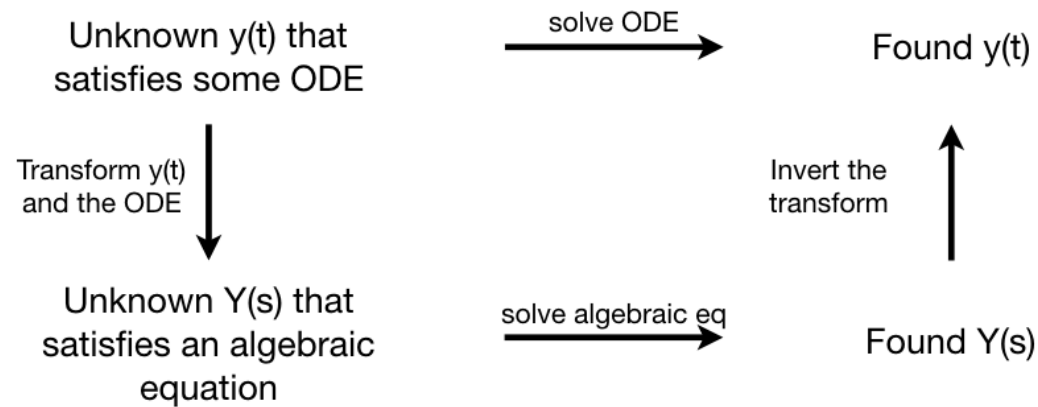 Unknown y(t) that
satisfies some ODE
solve ODE
Found y(t)
Transform y(t)
and the ODE
Invert the
transform
Unknown Y(s) that
satisfies an algebraic
equation
solve algebraic eq
Found Y(s)